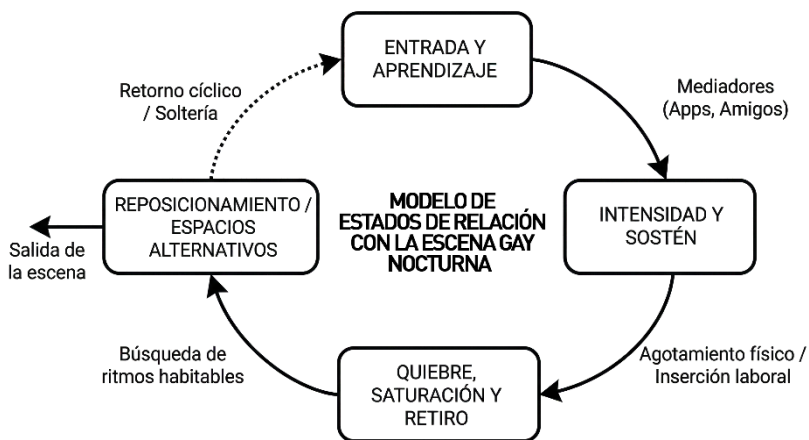 ENTRADA Y
APRENDIZAJE
Retorno cíclico
/ Soltería
Mediadores
(Apps, Amigos)
REPOSICIONAMIENTO /
ESPACIOS
ALTERNATIVOS
MODELO DE
ESTADOS DE RELACIÓN
CON LA ESCENA GAY
NOCTURNA
INTENSIDAD Y
SOSTÉN
Salida de
la escena
Búsqueda de
ritmos habitables
QUIEBRE,
SATURACIÓN Y
RETIRO
Agotamiento físico /
Inserción laboral